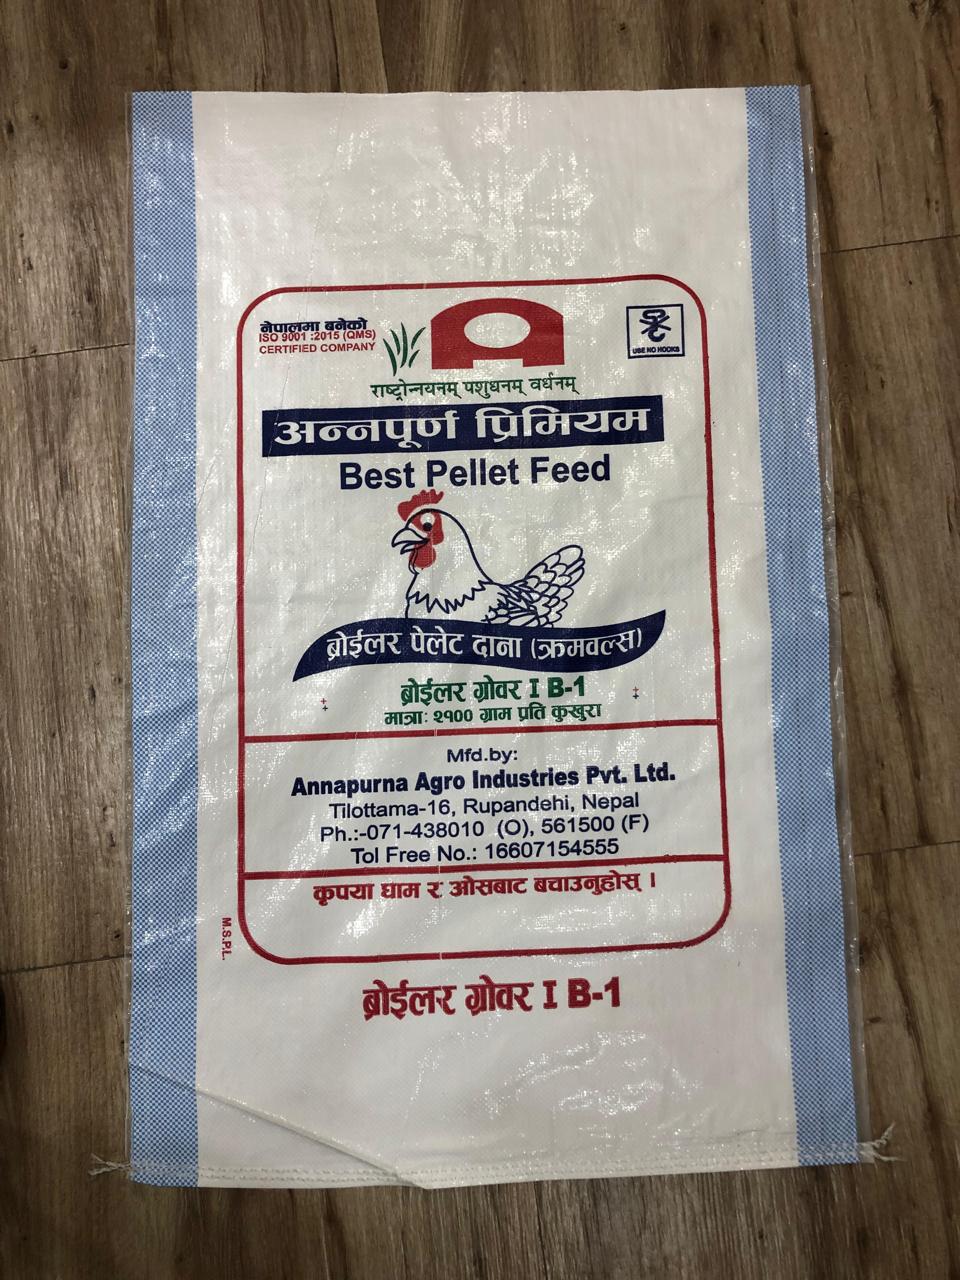 नेपालमा बनेको
ISO 9001 :2015 (QMS)
CERTIFIED COMPANY
USE NO HOOKS
राष्ट्रोन्नयनम् पशुधनम् वर्धनम्
अन्नपूर्ण प्रिमियम
Best Pellet Feed
ब्रोईलर पेलेट दाना (क्रमवल्स)
ब्रोईलर ग्रोवर I B-1
मात्राः २१०० ग्राम प्रति कुखुरा
Mfd.by:
Annapurna Agro Industries Pvt. Ltd.
Tilottama-16, Rupandehi, Nepal
Ph.:-071-438010 (O), 561500 (F)
Tol Free No.: 16607154555
कृपया घाम र ओसबाट बचाउनुहोस् ।
M.S.P.L.
ब्रोईलर ग्रोवर I B-1